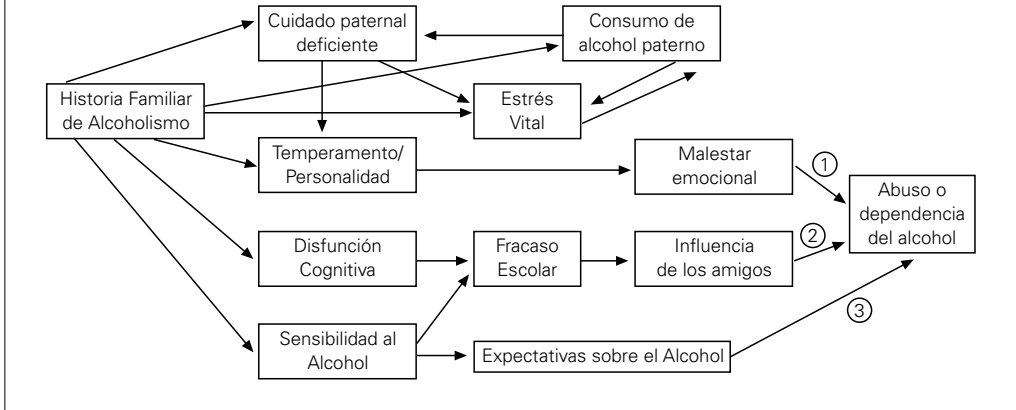 Cuidado paternal
deficiente
Consumo de
alcohol paterno
Historia Familiar
de Alcoholismo
Estrés
Vital
Temperamento/
Personalidad
Malestar
emocional
1
Abuso o
dependencia
del alcohol
Disfunción
Cognitiva
Fracaso
Escolar
Influencia
de los amigos
2
3
Sensibilidad al
Alcohol
Expectativas sobre el Alcohol